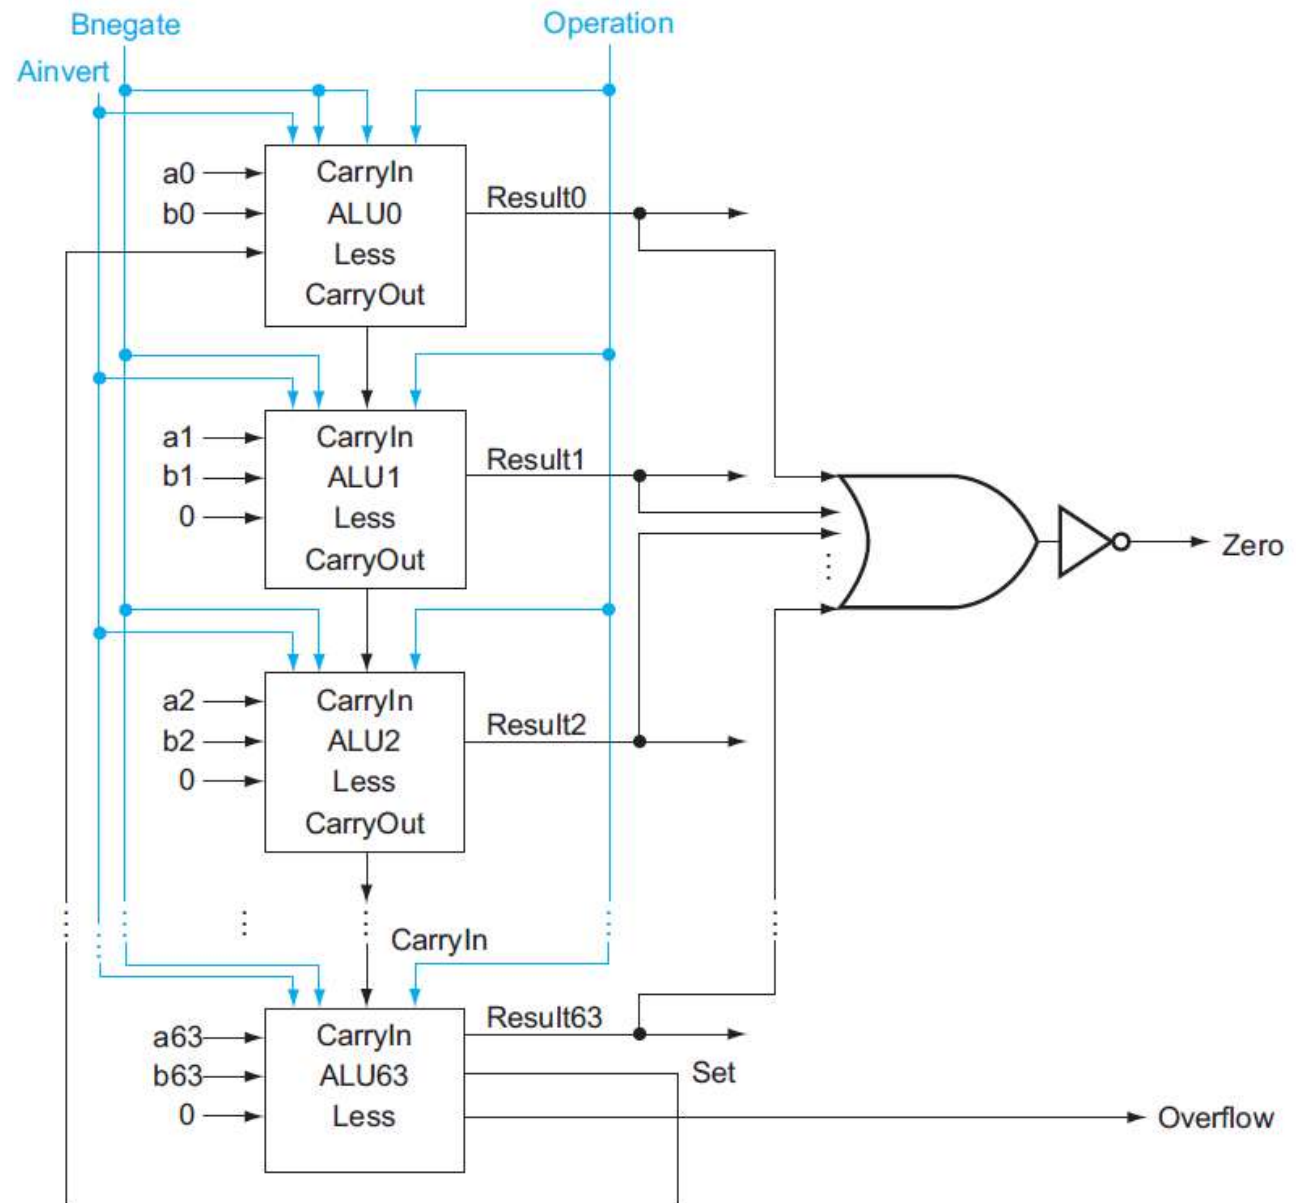 Bnegate
Operation
Ainvert
a0
CarryIn
Result0
b0
ALU0
Less
CarryOut
a1
CarryIn
Result1
b1
ALU1
0
Less
CarryOut
Zero
a2
CarryIn
Result2
b2
ALU2
0
Less
CarryOut
CarryIn
a63
CarryIn
Result63
b63
ALU63
Set
0
Less
Overflow